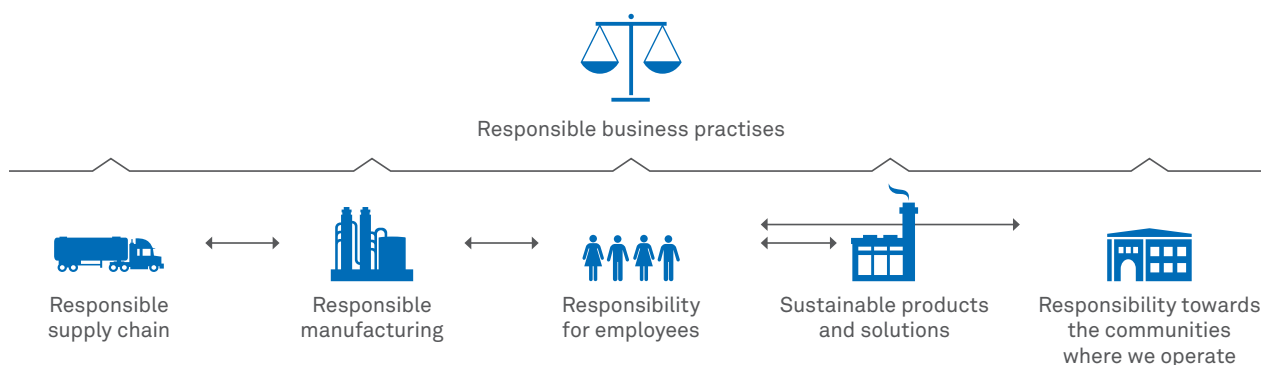 Responsible business practises
Responsible
supply chain
Responsible
manufacturing
Responsibility
for employees
Sustainable products
and solutions
Responsibility towards
the communities
where we operate